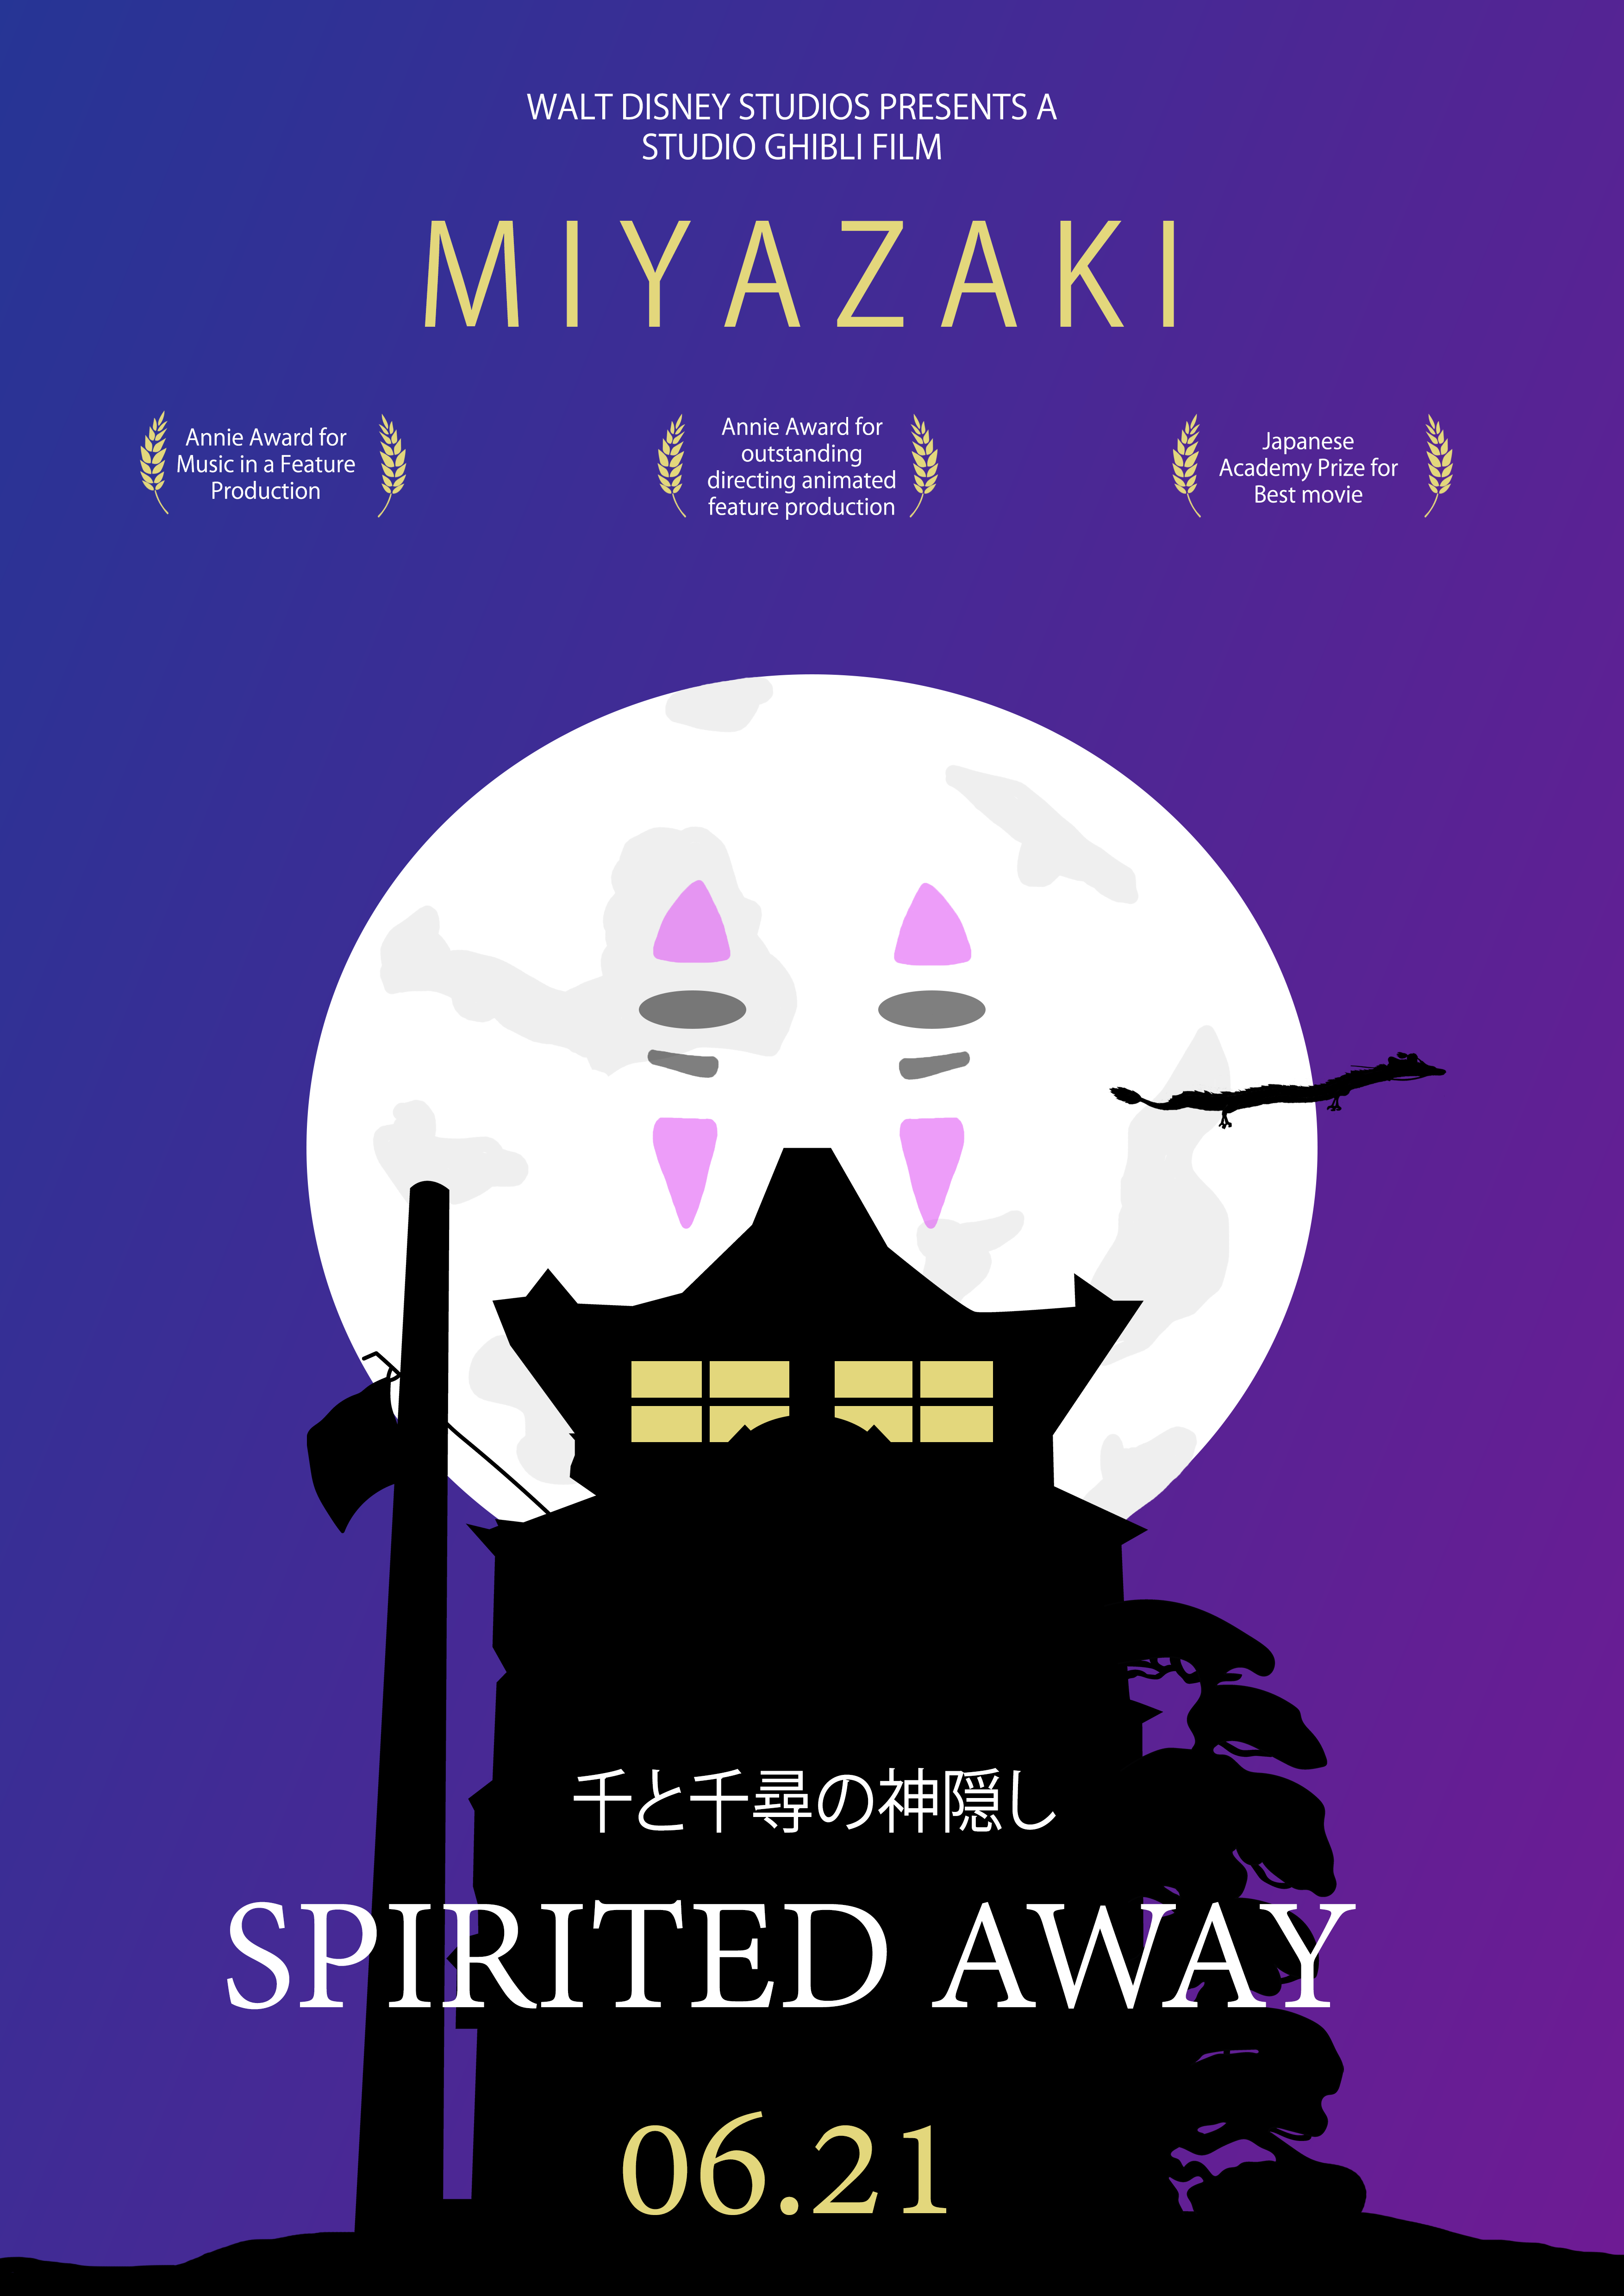 WALT DISNEY STUDIOS PRESENTS A
STUDIO GHIBLI FILM
MIYAZAKI
Annie Award for
Music in a Feature
Production
Annie Award for
outstanding
directing animated
feature production
Japanese
Academy Prize for
Best movie
千と千尋の神隠し
SPIRITED AWAY
06.21